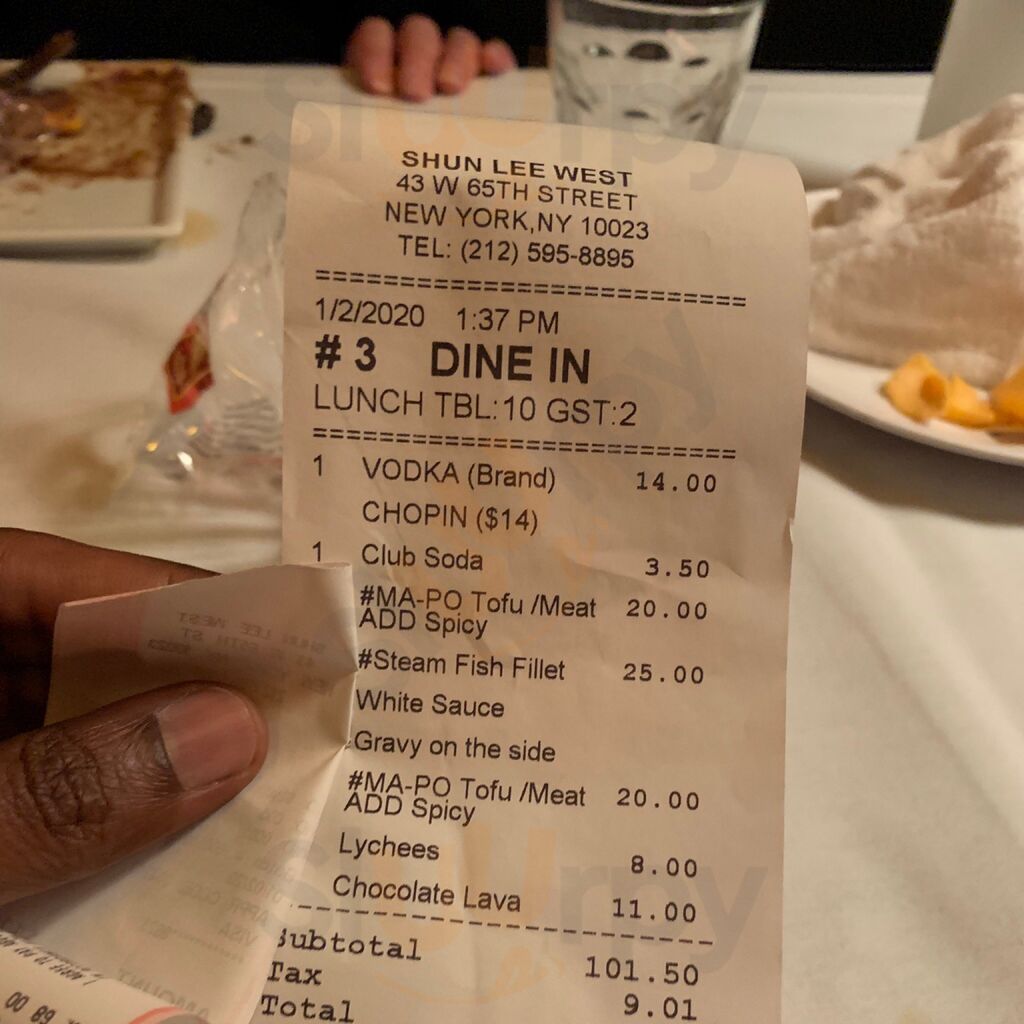 SHUN LEE WEST
43 W 65TH STREET
NEW YORK,NY 10023
TEL: (212) 595-8895
==========================
1/2/2020 1:37 PM
# 3 DINE IN
LUNCH TBL:10 GST:2
==========================
1 VODKA (Brand) 14.00
CHOPIN ($14)
1 Club Soda 3.50
#MA-PO Tofu /Meat 20.00
ADD Spicy
#Steam Fish Fillet 25.00
White Sauce
Gravy on the side
#MA-PO Tofu /Meat 20.00
ADD Spicy
Lychees 8.00
Chocolate Lava 11.00
Subtotal 101.50
Tax 9.01
Total
Slurpy
Slurpy